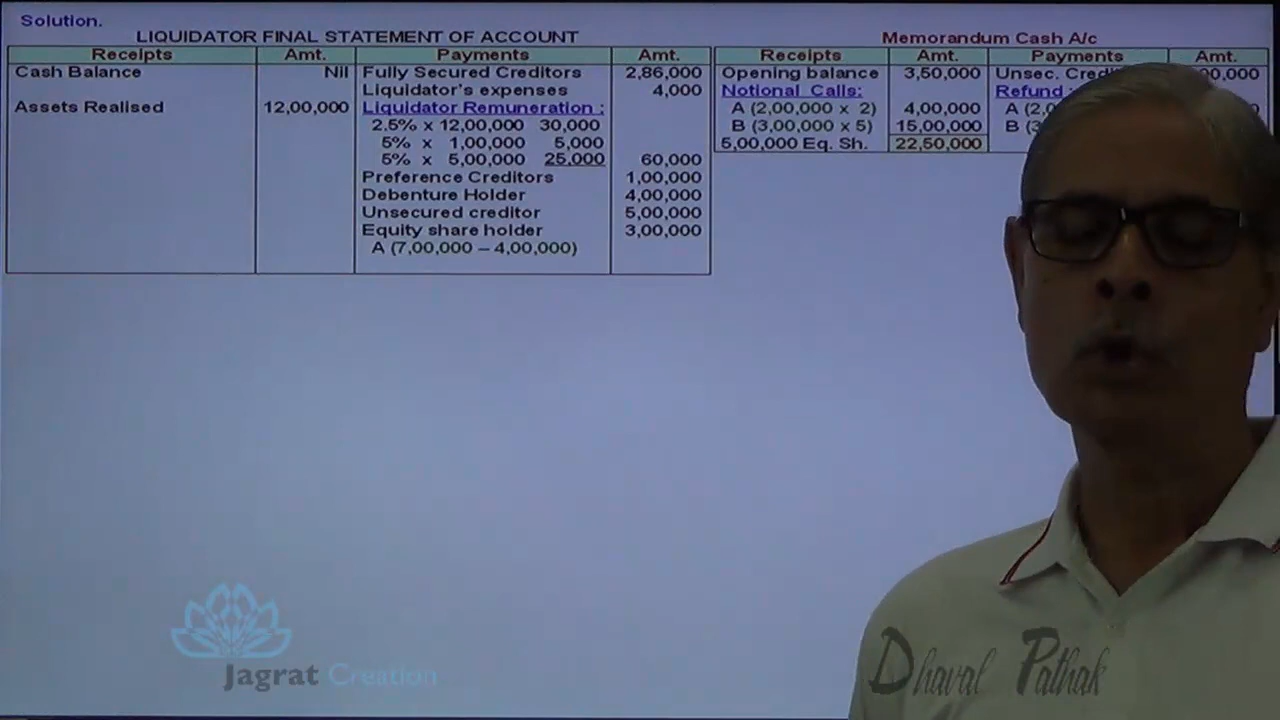 Solution.
LIQUIDATOR FINAL STATEMENT OF ACCOUNT
Receipts Amt. Payments Amt.
Cash Balance Nil Fully Secured Creditors 2,86,000
Liquidator's expenses 4,000
Assets Realised 12,00,000 Liquidator Remuneration :
2.5% x 12,00,000 30,000
5% x 1,00,000 5,000
5% x 5,00,000 25,000 60,000
Preference Creditors 1,00,000
Debenture Holder 4,00,000
Unsecured creditor 5,00,000
Equity share holder 3,00,000
A (7,00,000 – 4,00,000)
Memorandum Cash A/c
Receipts Amt. Payments Amt.
Opening balance 3,50,000 Unsec.
Notional Calls: Refund :
A (2,00,000 x 2) 4,00,000 A
B (3,00,000 x 5) 15,00,000 B
5,00,000 Eq. Sh. 22,50,000
Jagrat Creation
Dhaval Pathak